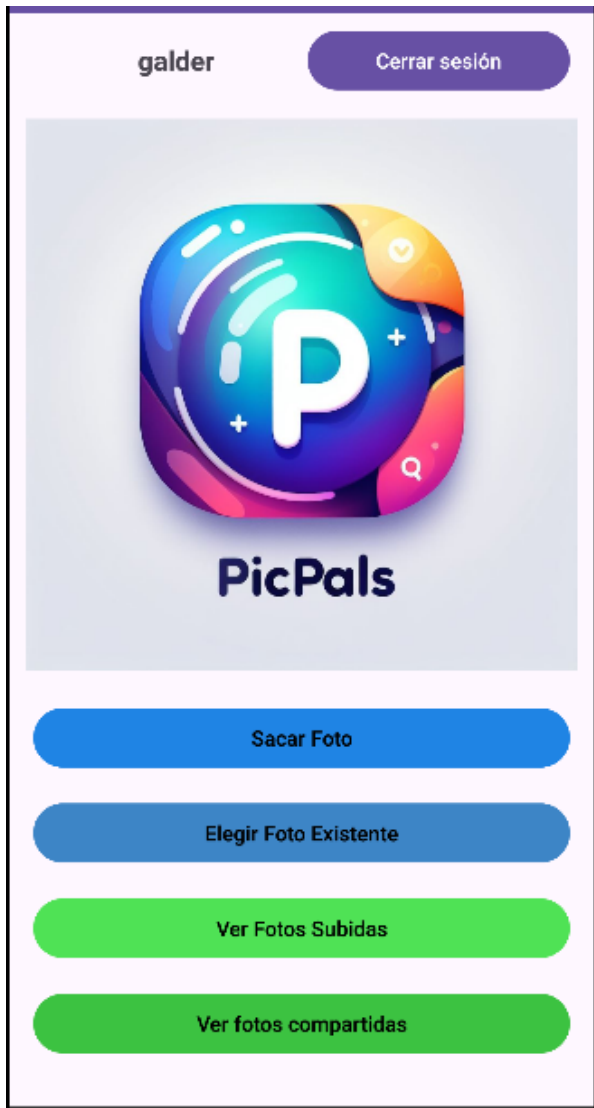 galder
Cerrar sesión
P
PicPals
Sacar Foto
Elegir Foto Existente
Ver Fotos Subidas
Ver fotos compartidas